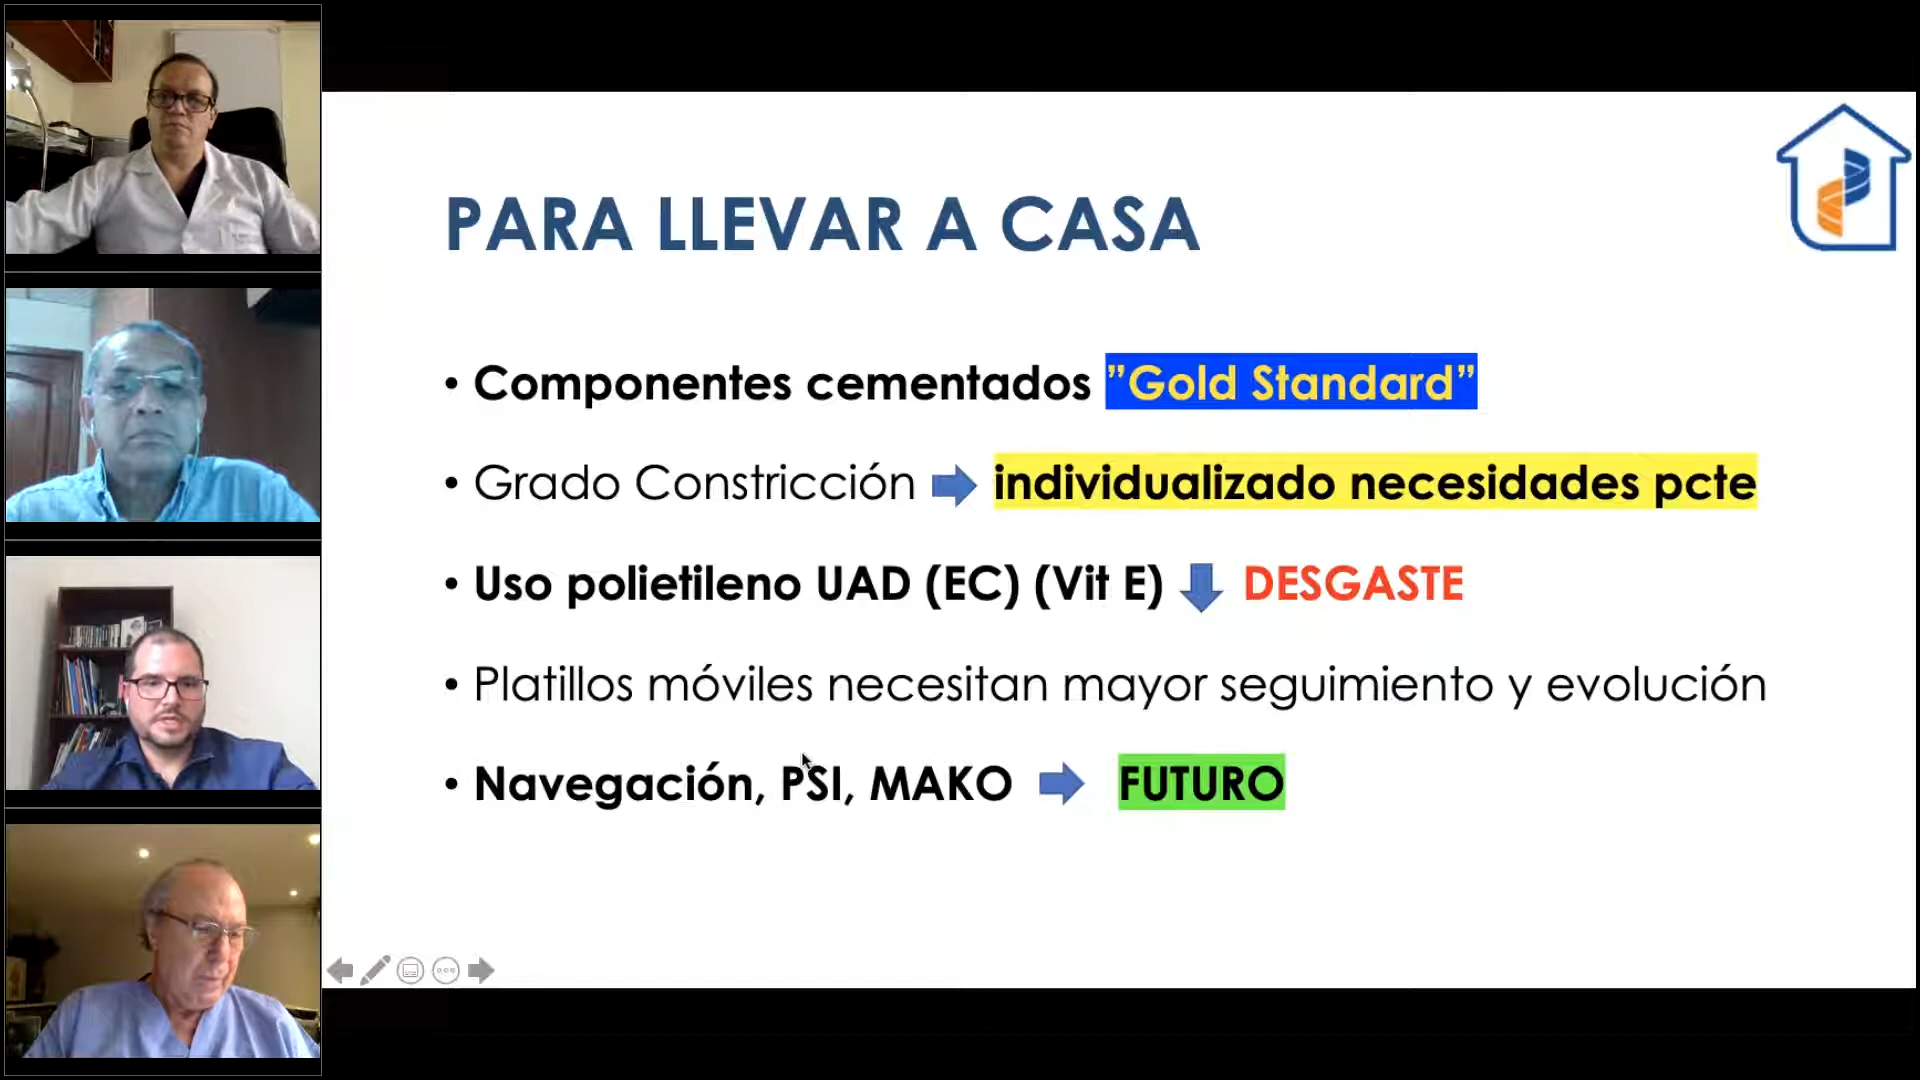 PARA LLEVAR A CASA
• Componentes cementados ”Gold Standard”
• Grado Constricción individualizado necesidades pcte
• Uso polietileno UAD (EC) (Vit E) DESGASTE
• Platillos móviles necesitan mayor seguimiento y evolución
• Navegación, PSI, MAKO FUTURO